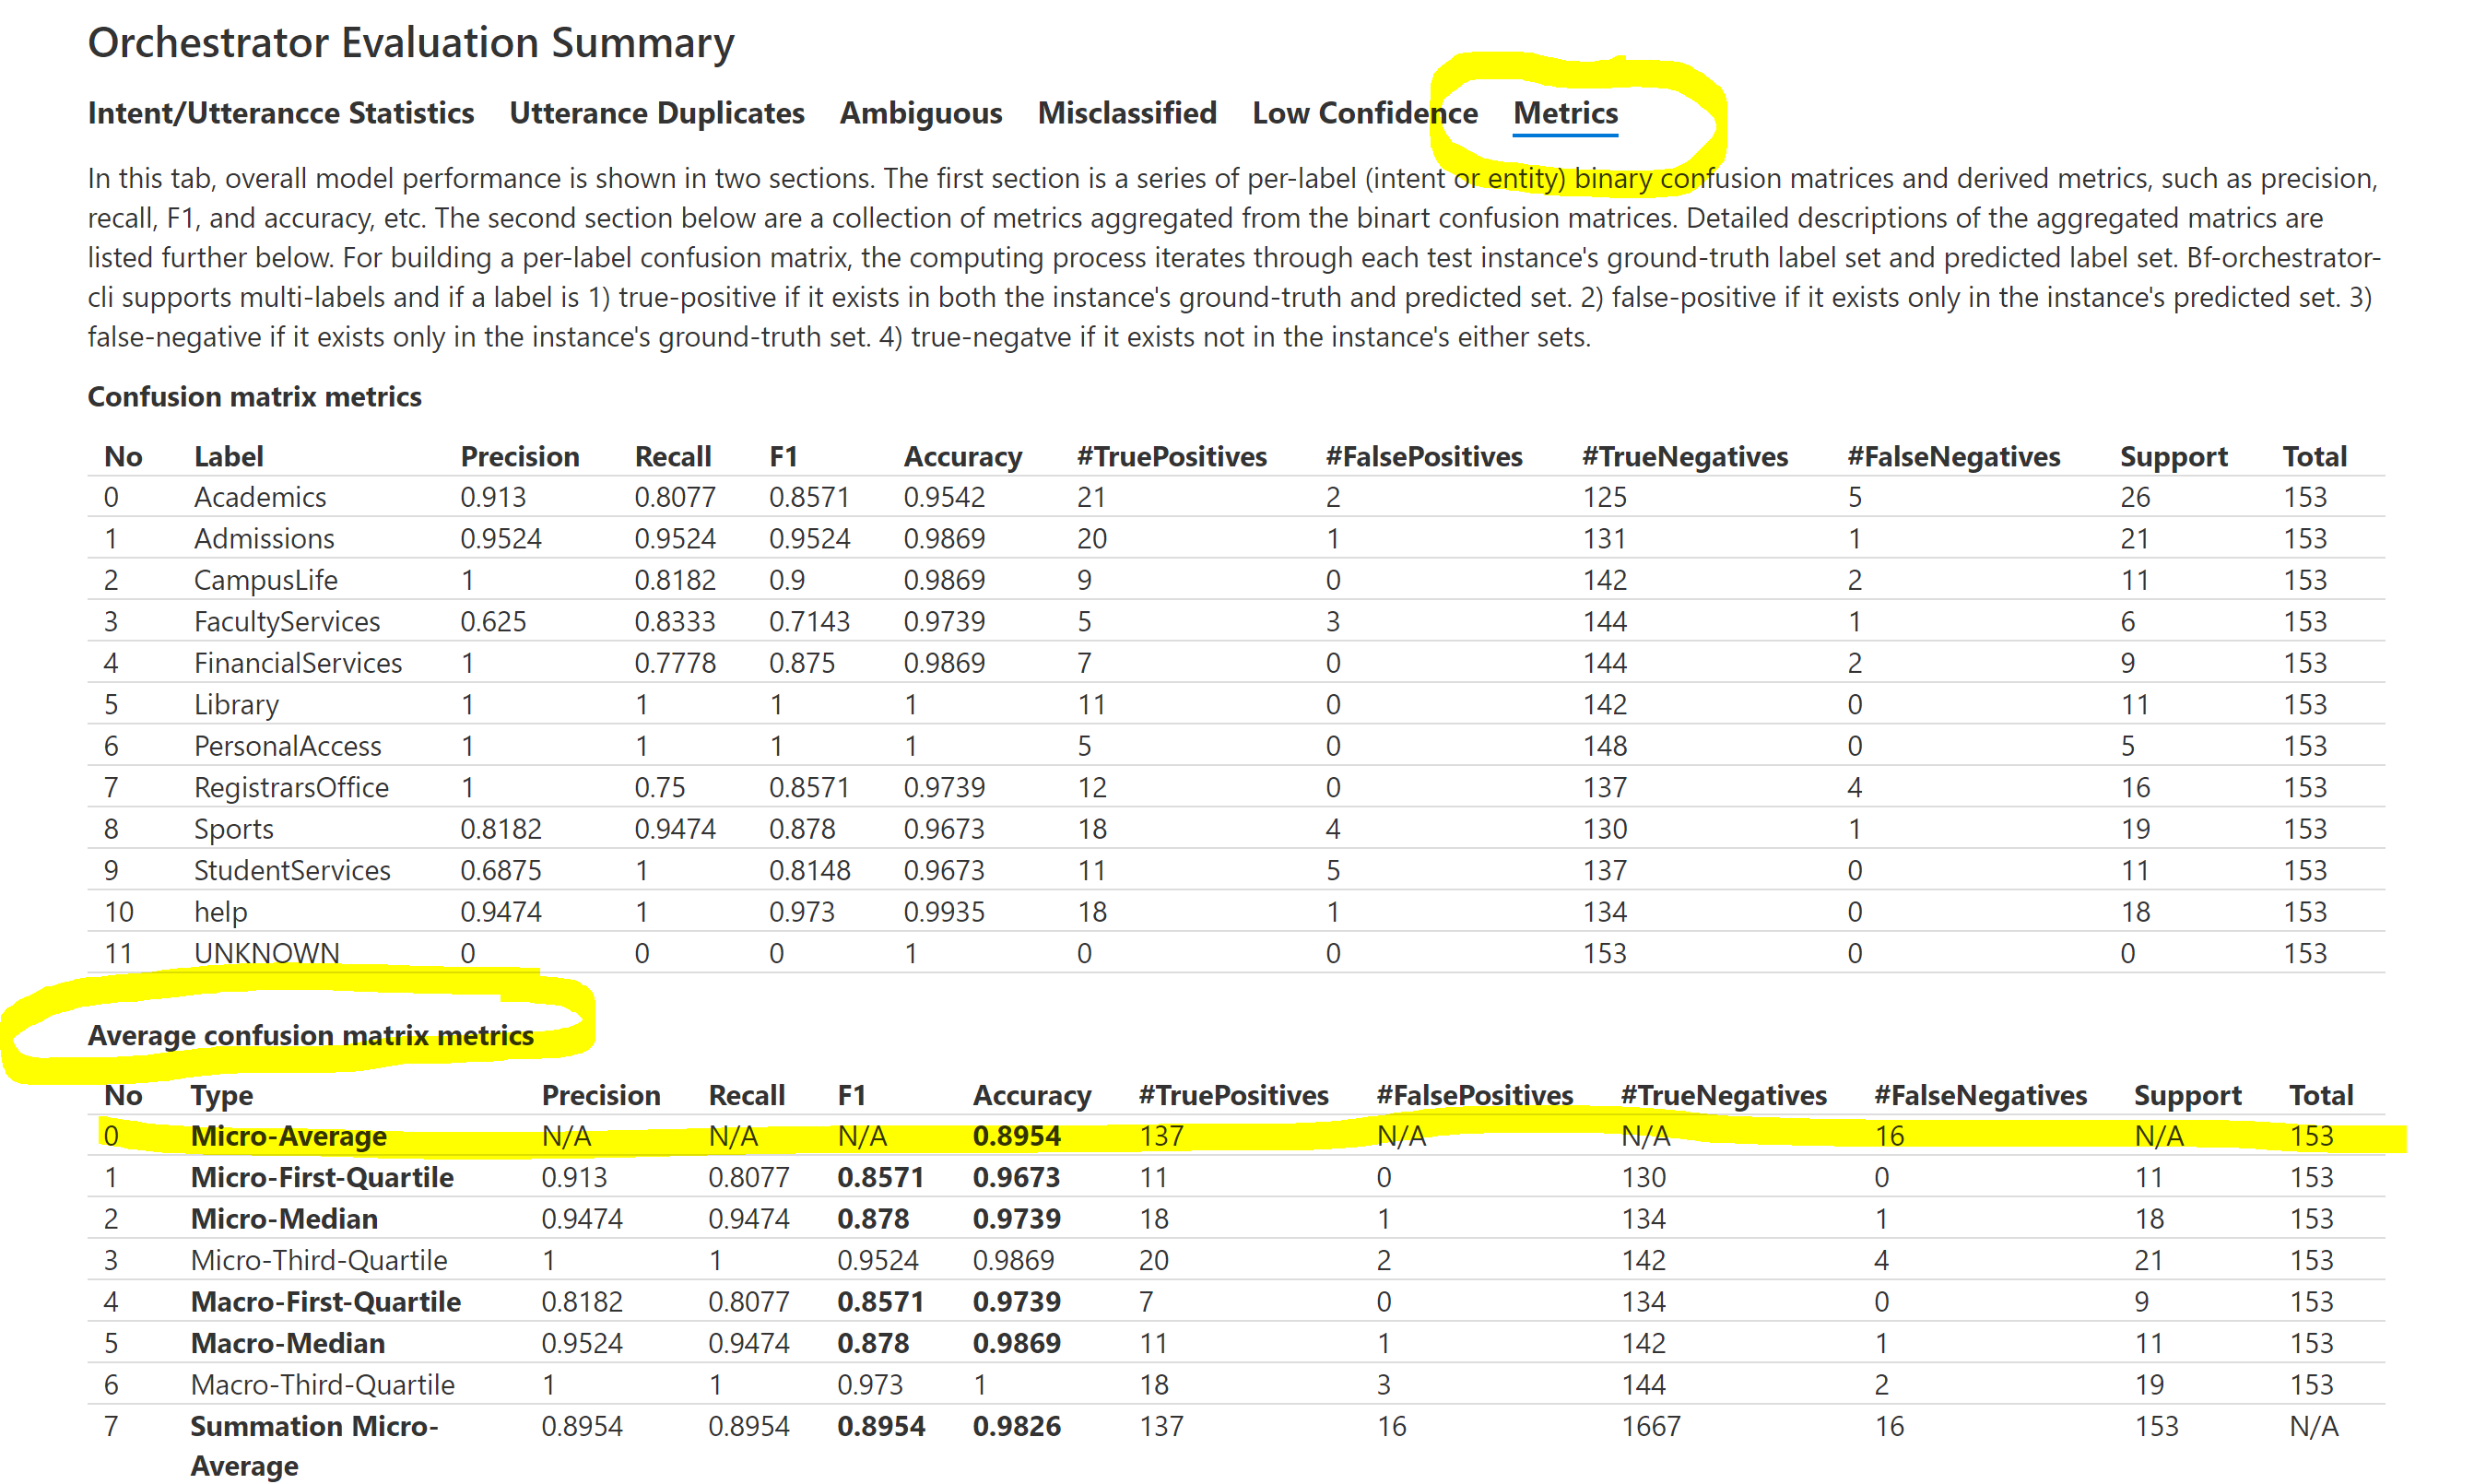 Orchestrator Evaluation Summary
Intent/Utterancce Statistics Utterance Duplicates Ambiguous Misclassified Low Confidence Metrics
In this tab, overall model performance is shown in two sections. The first section is a series of per-label (intent or entity) binary confusion matrices and derived metrics, such as precision,
recall, F1, and accuracy, etc. The second section below are a collection of metrics aggregated from the binart confusion matrices. Detailed descriptions of the aggregated matrics are
listed further below. For building a per-label confusion matrix, the computing process iterates through each test instance's ground-truth label set and predicted label set. Bf-orchestrator-
cli supports multi-labels and if a label is 1) true-positive if it exists in both the instance's ground-truth and predicted set. 2) false-positive if it exists only in the instance's predicted set. 3)
false-negative if it exists only in the instance's ground-truth set. 4) true-negatve if it exists not in the instance's either sets.
Confusion matrix metrics
No Label Precision Recall F1 Accuracy #TruePositives #FalsePositives #TrueNegatives #FalseNegatives Support Total
0 Academics 0.913 0.8077 0.8571 0.9542 21 2 125 5 26 153
1 Admissions 0.9524 0.9524 0.9524 0.9869 20 1 131 1 21 153
2 CampusLife 1 0.8182 0.9 0.9869 9 0 142 2 11 153
3 FacultyServices 0.625 0.8333 0.7143 0.9739 5 3 144 1 6 153
4 FinancialServices 1 0.7778 0.875 0.9869 7 0 144 2 9 153
5 Library 1 1 1 1 11 0 142 0 11 153
6 PersonalAccess 1 1 1 1 5 0 148 0 5 153
7 RegistrarsOffice 1 0.75 0.8571 0.9739 12 0 137 4 16 153
8 Sports 0.8182 0.9474 0.878 0.9673 18 4 130 1 19 153
9 StudentServices 0.6875 1 0.8148 0.9673 11 5 137 0 11 153
10 help 0.9474 1 0.973 0.9935 18 1 134 0 18 153
11 UNKNOWN 0 0 0 1 0 0 153 0 0 153
Average confusion matrix metrics
No Type Precision Recall F1 Accuracy #TruePositives #FalsePositives #TrueNegatives #FalseNegatives Support Total
0 Micro-Average N/A N/A N/A 0.8954 137 N/A N/A 16 N/A 153
1 Micro-First-Quartile 0.913 0.8077 0.8571 0.9673 11 0 130 0 11 153
2 Micro-Median 0.9474 0.9474 0.878 0.9739 18 1 134 1 18 153
3 Micro-Third-Quartile 1 1 0.9524 0.9869 20 2 142 4 21 153
4 Macro-First-Quartile 0.8182 0.8077 0.8571 0.9739 7 0 134 0 9 153
5 Macro-Median 0.9524 0.9474 0.878 0.9869 11 1 142 1 11 153
6 Macro-Third-Quartile 1 1 0.973 1 18 3 144 2 19 153
7 Summation Micro- 0.8954 0.8954 0.8954 0.9826 137 16 1667 16 153 N/A
Average